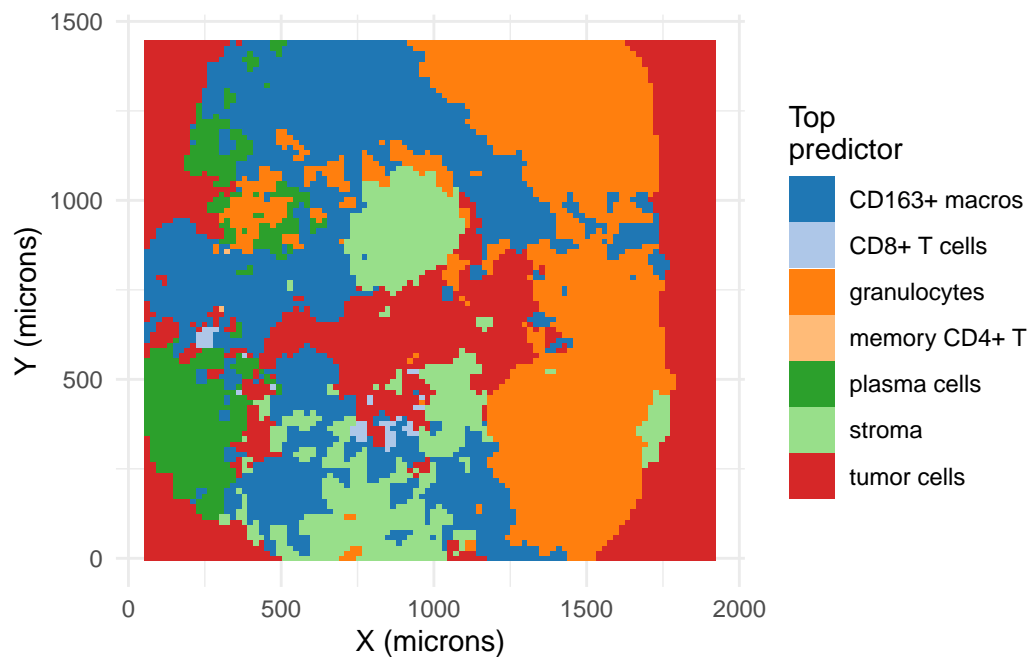 1500
1000
500
0
Y (microns)
0
500
1000
1500
2000
X (microns)
Top
predictor
CD163+ macros
CD8+ T cells
granulocytes
memory CD4+ T
plasma cells
stroma
tumor cells